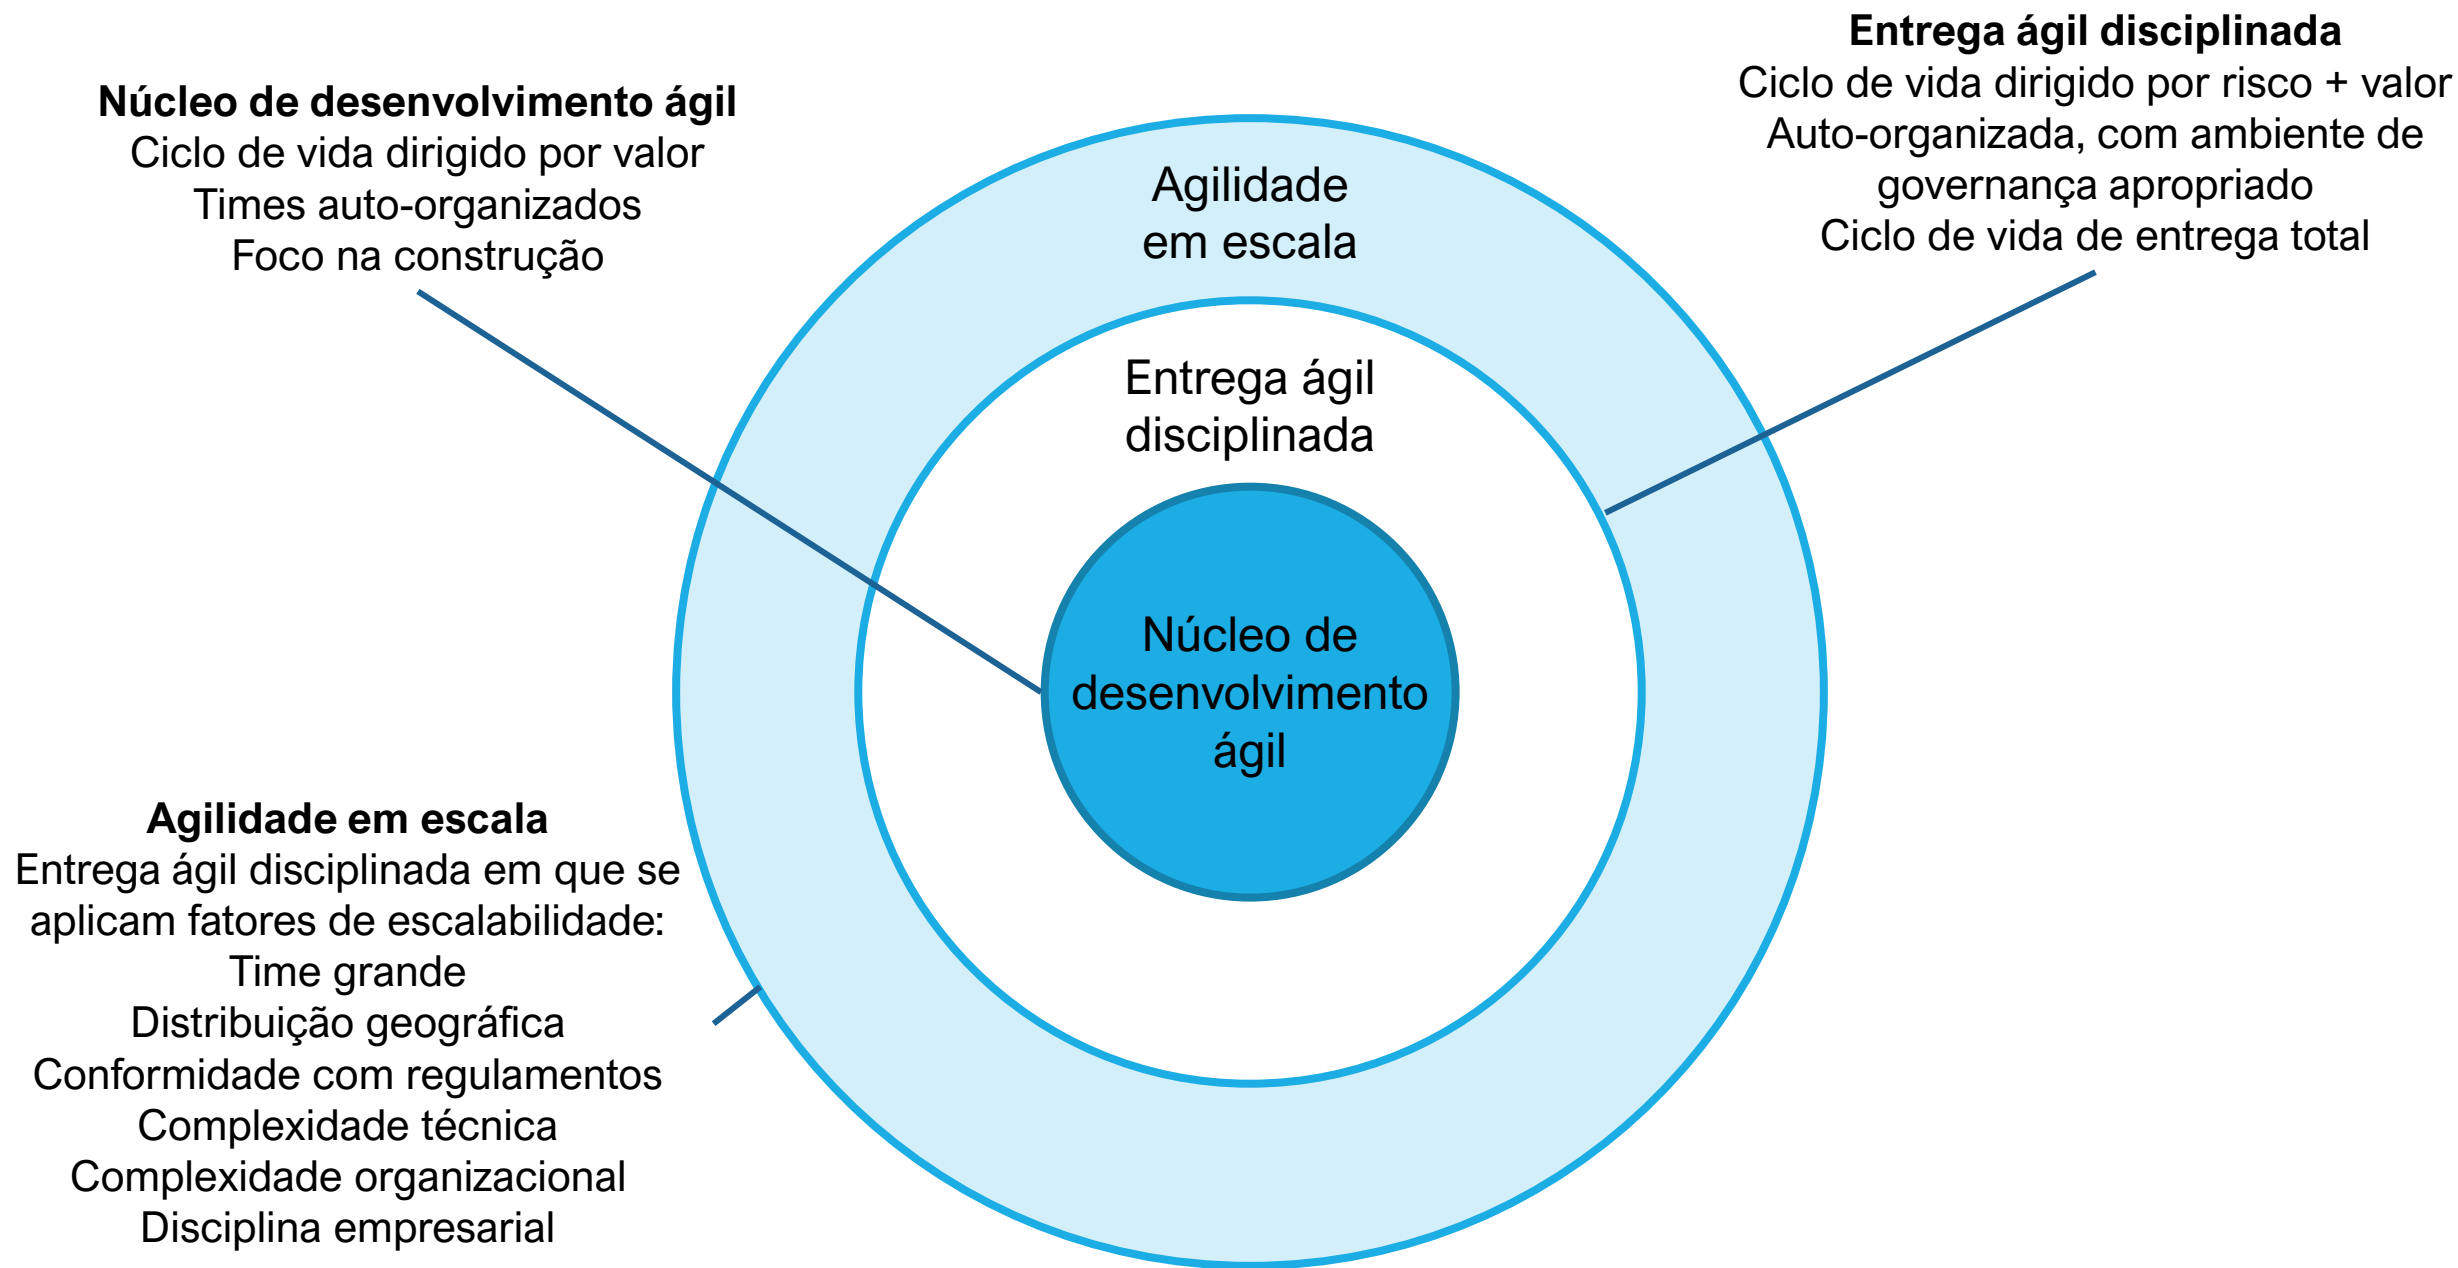 Núcleo de desenvolvimento ágil
Ciclo de vida dirigido por valor
Times auto-organizados
Foco na construção
Entrega ágil disciplinada
Ciclo de vida dirigido por risco + valor
Auto-organizada, com ambiente de
governança apropriado
Ciclo de vida de entrega total
Agilidade
em escala
Entrega ágil
disciplinada
Núcleo de
desenvolvimento
ágil
Agilidade em escala
Entrega ágil disciplinada em que se
aplicam fatores de escalabilidade:
Time grande
Distribuição geográfica
Conformidade com regulamentos
Complexidade técnica
Complexidade organizacional
Disciplina empresarial